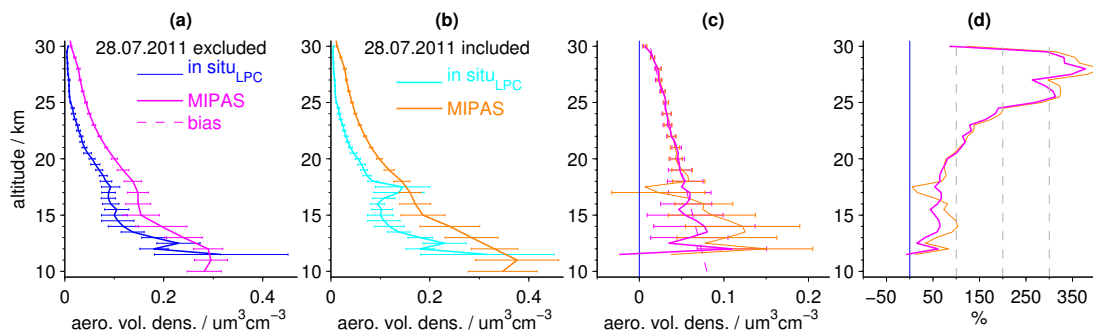 (a)
(b)
(c)
(d)
30
25
20
15
10
altitude / km
28.07.2011 excluded
in situLPC
MIPAS
bias
0
0.2
0.4
aero. vol. dens. / um³cm⁻³
30
25
20
15
10
28.07.2011 included
in situLPC
MIPAS
0
0.2
0.4
aero. vol. dens. / um³cm⁻³
30
25
20
15
10
0
0.1
0.2
aero. vol. dens. / um³cm⁻³
30
25
20
15
10
−50
50
150
250
350
%